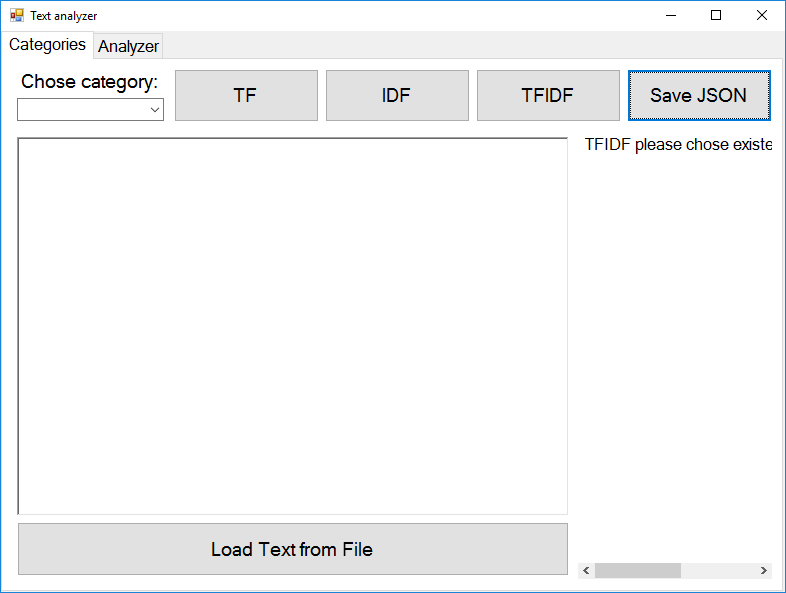 Text analyzer
Categories
Analyzer
Chose category:
TF
IDF
TFIDF
Save JSON
TFIDF please chose existe
Load Text from File